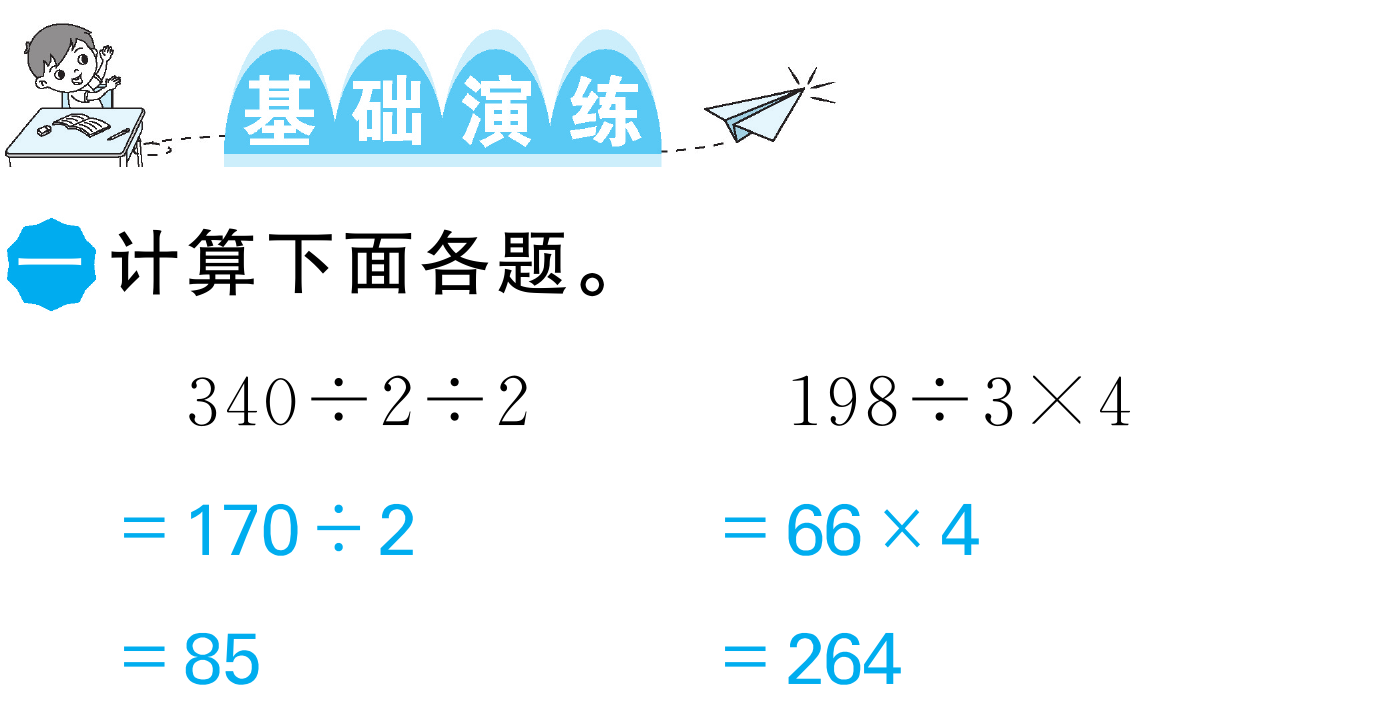 基础演练
一 计算下面各题。
340÷2÷2 198÷3×4
=170÷2 =66×4
=85 =264